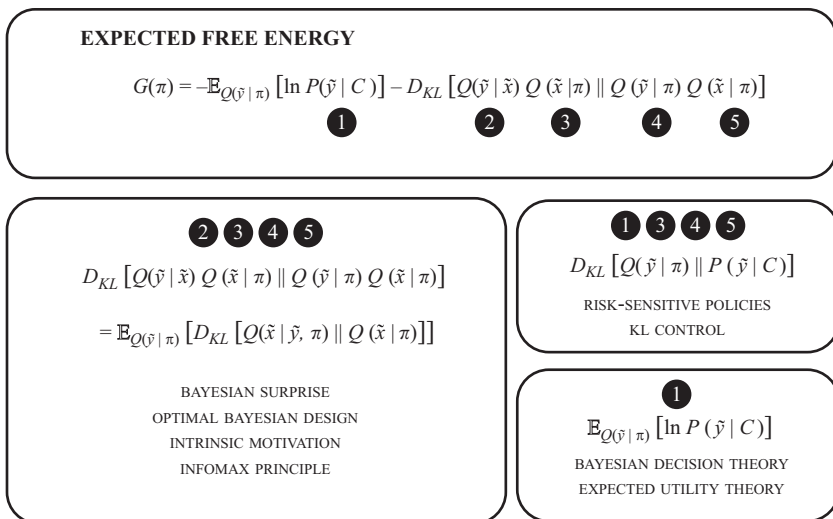 EXPECTED FREE ENERGY
G(π) = –𝔼_{Q(ỹ | π)} [ln P(ỹ | C )] – D_{KL} [Q(ỹ | x̃) Q (x̃ |π) || Q (ỹ | π) Q (x̃ | π)]
1 2 3 4 5
2 3 4 5
D_{KL} [Q(ỹ | x̃) Q (x̃ | π) || Q (ỹ | π) Q (x̃ | π)]
= 𝔼_{Q(ỹ | π)} [D_{KL} [Q(x̃ | ỹ, π) || Q (x̃ | π)]]
BAYESIAN SURPRISE
OPTIMAL BAYESIAN DESIGN
INTRINSIC MOTIVATION
INFOMAX PRINCIPLE
1 3 4 5
D_{KL} [Q(ỹ | π) || P (ỹ | C)]
RISK-SENSITIVE POLICIES
KL CONTROL
1
𝔼_{Q(ỹ | π)} [ln P (ỹ | C)]
BAYESIAN DECISION THEORY
EXPECTED UTILITY THEORY